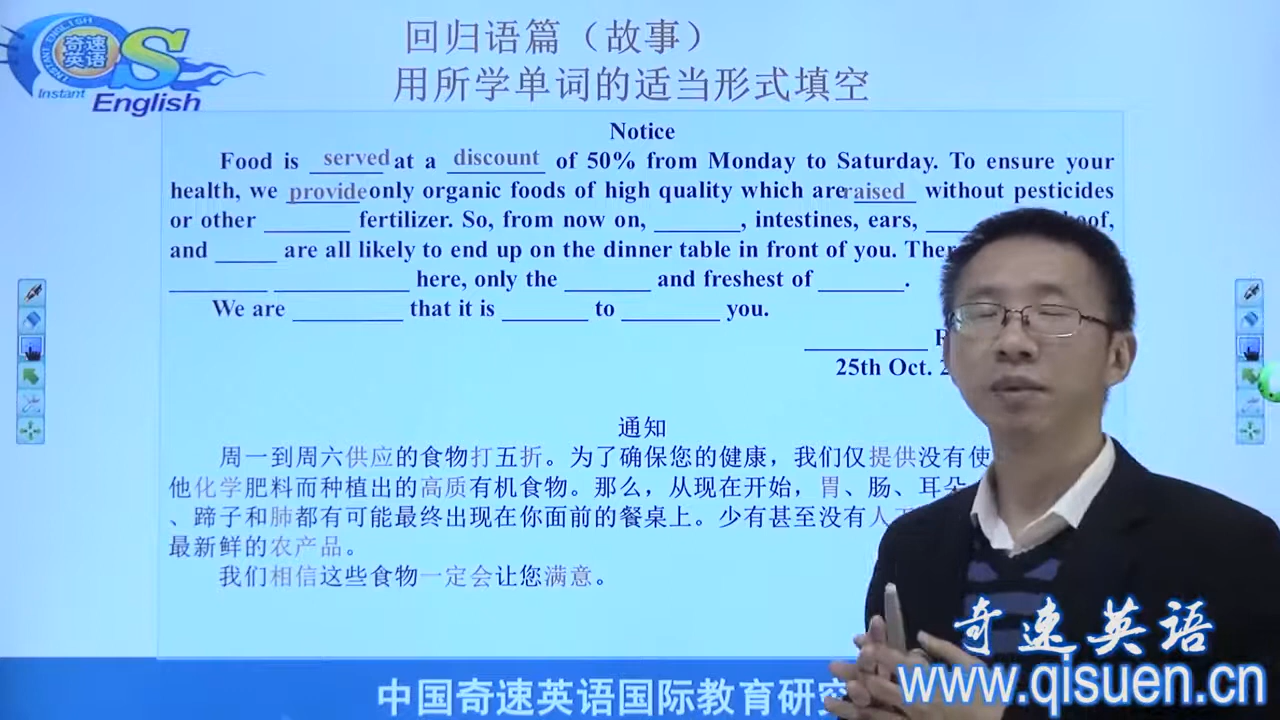 INSTANT ENGLISH
奇速
英语
S
Instant
English
回归语篇（故事）
用所学单词的适当形式填空
Notice
Food is served at a discount of 50% from Monday to Saturday. To ensure your
health, we provide only organic foods of high quality which are raised without pesticides
or other ________ fertilizer. So, from now on, ________, intestines, ears,
and ______ are all likely to end up on the dinner table in front of you.
_________ _____________ here, only the ________ and freshest of ________.
We are __________ that it is ________ to _________ you.
25th Oct.
通知
周一到周六供应的食物打五折。为了确保您的健康，我们仅提供没有使
他化学肥料而种植出的高质有机食物。那么，从现在开始，胃、肠、耳朵
、蹄子和肺都有可能最终出现在你面前的餐桌上。少有甚至没有人
最新鲜的农产品。
我们相信这些食物一定会让您满意。
中国奇速英语国际教育研究
奇速英语
www.qisuen.cn